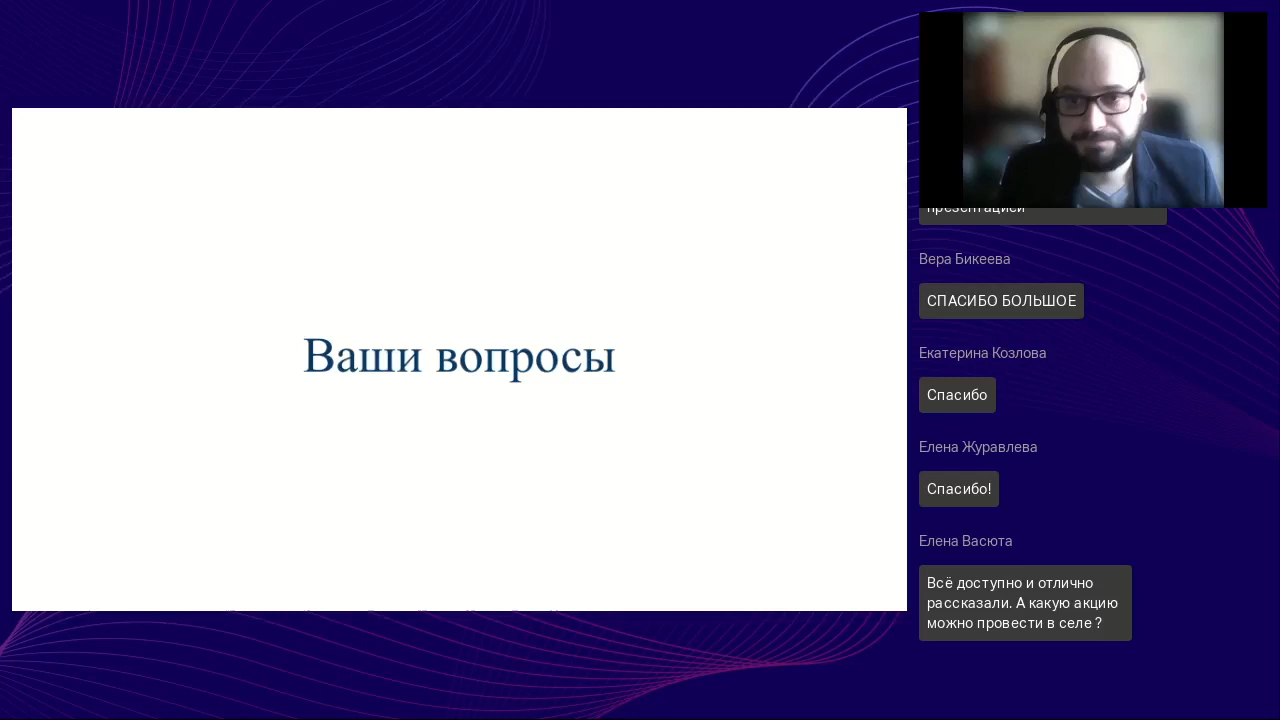 Ваши вопросы
презентацией
Вера Бикеева
СПАСИБО БОЛЬШОЕ
Екатерина Козлова
Спасибо
Елена Журавлева
Спасибо!
Елена Васюта
Всё доступно и отлично
рассказали. А какую акцию
можно провести в селе ?